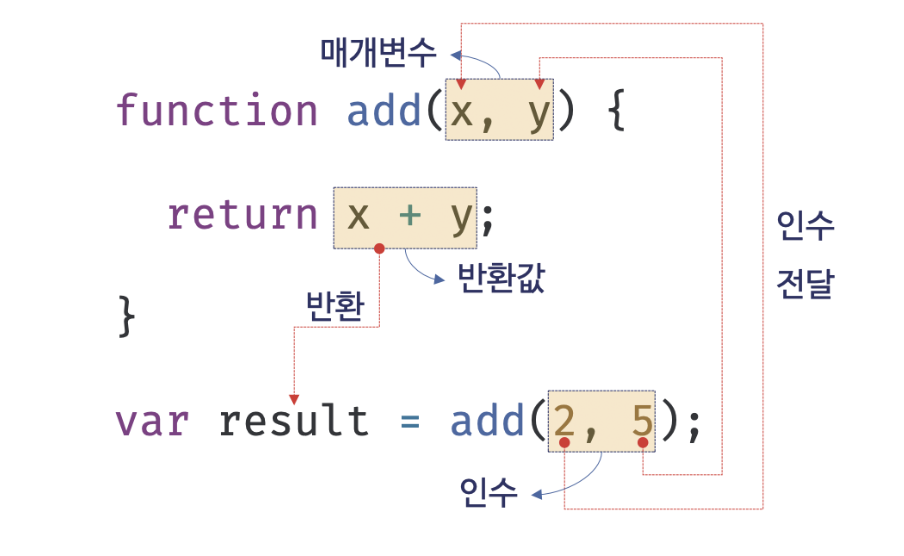 매개변수
function add(x, y) {
return x + y;
반환값
반환
}
인수
전달
var result = add(2, 5);
인수